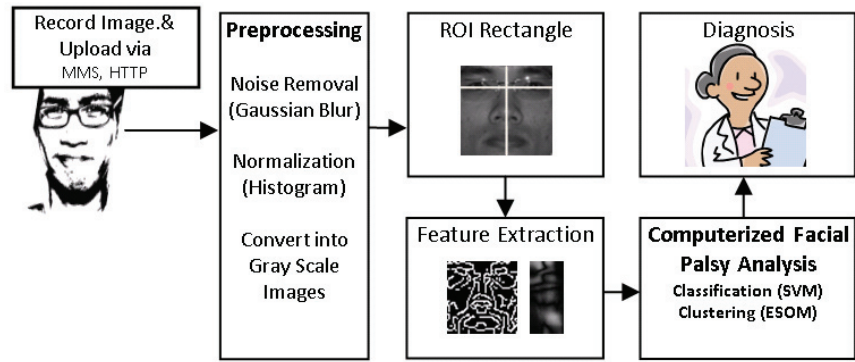 Record Image.&
Upload via
MMS, HTTP
Preprocessing
Noise Removal
(Gaussian Blur)
Normalization
(Histogram)
Convert into
Gray Scale
Images
ROI Rectangle
Feature Extraction
Diagnosis
Computerized Facial
Palsy Analysis
Classification (SVM)
Clustering (ESOM)